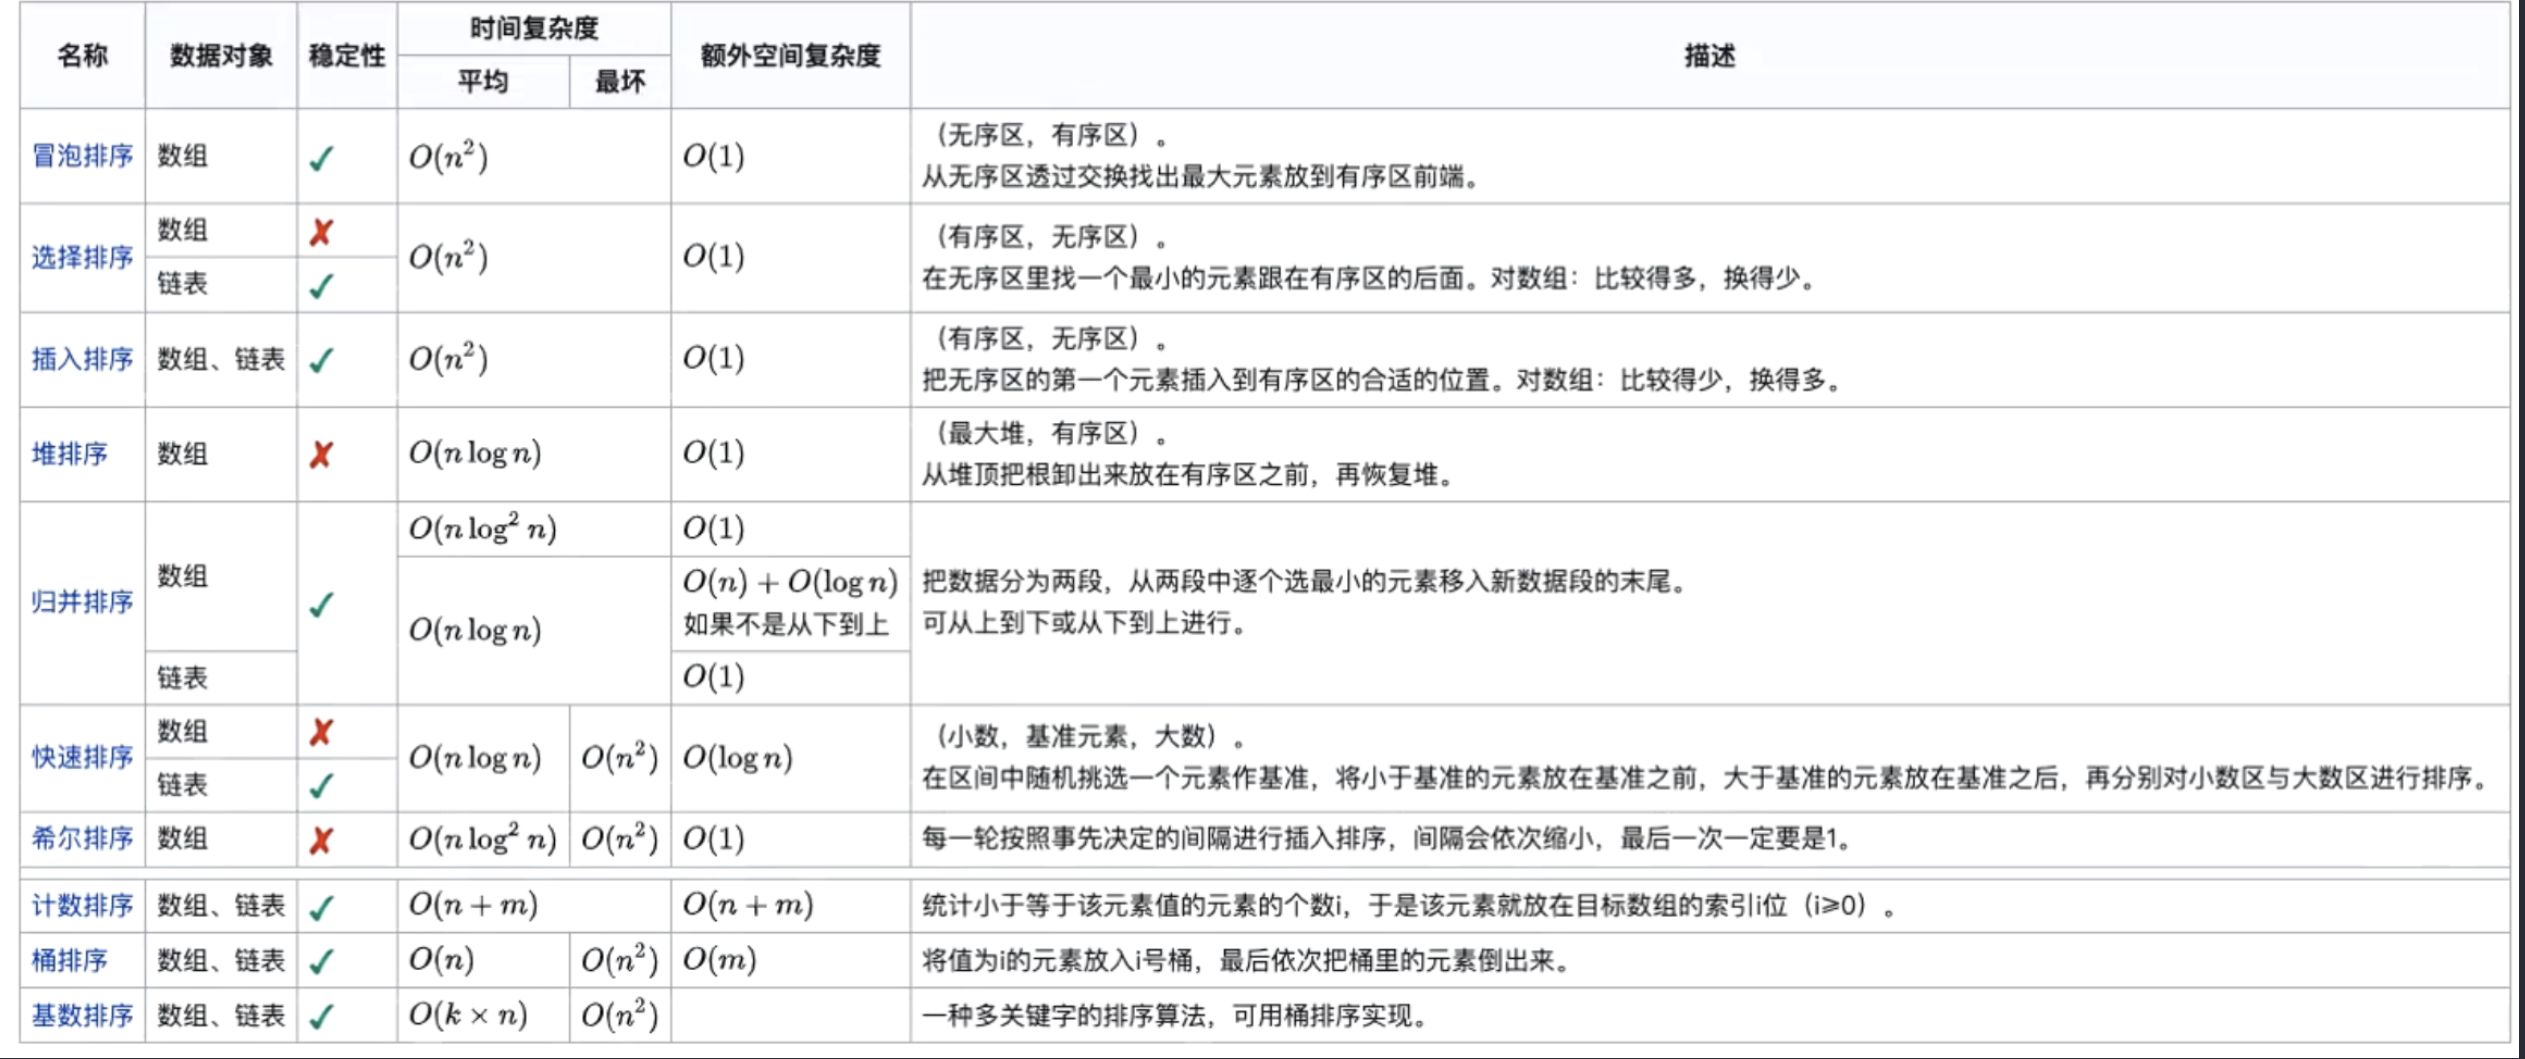 名称 数据对象 稳定性 时间复杂度 额外空间复杂度 描述
平均 最坏
冒泡排序 数组 ✓ O(n²) O(1) （无序区，有序区）。
从无序区透过交换找出最大元素放到有序区前端。
选择排序 数组 ✗ O(n²) O(1) （有序区，无序区）。
链表 ✓ 在无序区里找一个最小的元素跟在有序区的后面。对数组：比较得多，换得少。
插入排序 数组、链表 ✓ O(n²) O(1) （有序区，无序区）。
把无序区的第一个元素插入到有序区的合适的位置。对数组：比较得少，换得多。
堆排序 数组 ✗ O(n log n) O(1) （最大堆，有序区）。
从堆顶把根卸出来放在有序区之前，再恢复堆。
归并排序 数组 ✓ O(n log² n) O(1)
O(n log n) O(n) + O(log n) 把数据分为两段，从两段中逐个选最小的元素移入新数据段的末尾。
如果不是从下到上 可从上到下或从下到上进行。
链表 O(1)
快速排序 数组 ✗ O(n log n) O(n²) O(log n) （小数，基准元素，大数）。
链表 ✓ 在区间中随机挑选一个元素作基准，将小于基准的元素放在基准之前，大于基准的元素放在基准之后，再分别对小数区与大数区进行排序。
希尔排序 数组 ✗ O(n log² n) O(n²) O(1) 每一轮按照事先决定的间隔进行插入排序，间隔会依次缩小，最后一次一定要是1。
计数排序 数组、链表 ✓ O(n + m) O(n + m) 统计小于等于该元素值的元素的个数i，于是该元素就放在目标数组的索引i位（i⩾0）。
桶排序 数组、链表 ✓ O(n) O(n²) O(m) 将值为i的元素放入i号桶，最后依次把桶里的元素倒出来。
基数排序 数组、链表 ✓ O(k × n) O(n²) 一种多关键字的排序算法，可用桶排序实现。